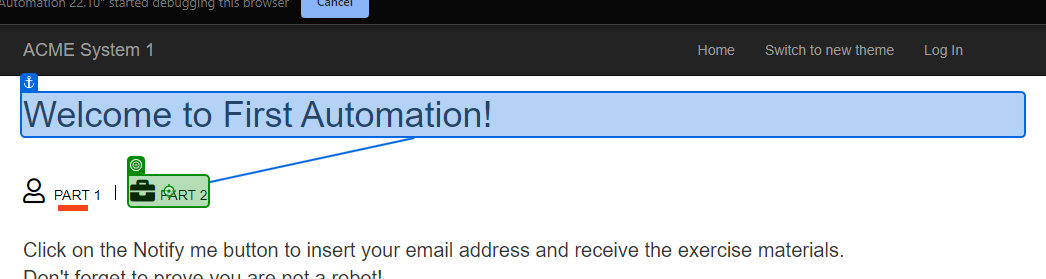 Automation 22.10" started debugging this browser Cancel
ACME System 1 Home Switch to new theme Log In
Welcome to First Automation!
PART 1 | PART 2
Click on the Notify me button to insert your email address and receive the exercise materials.
Don't forget to prove you are not a robot!